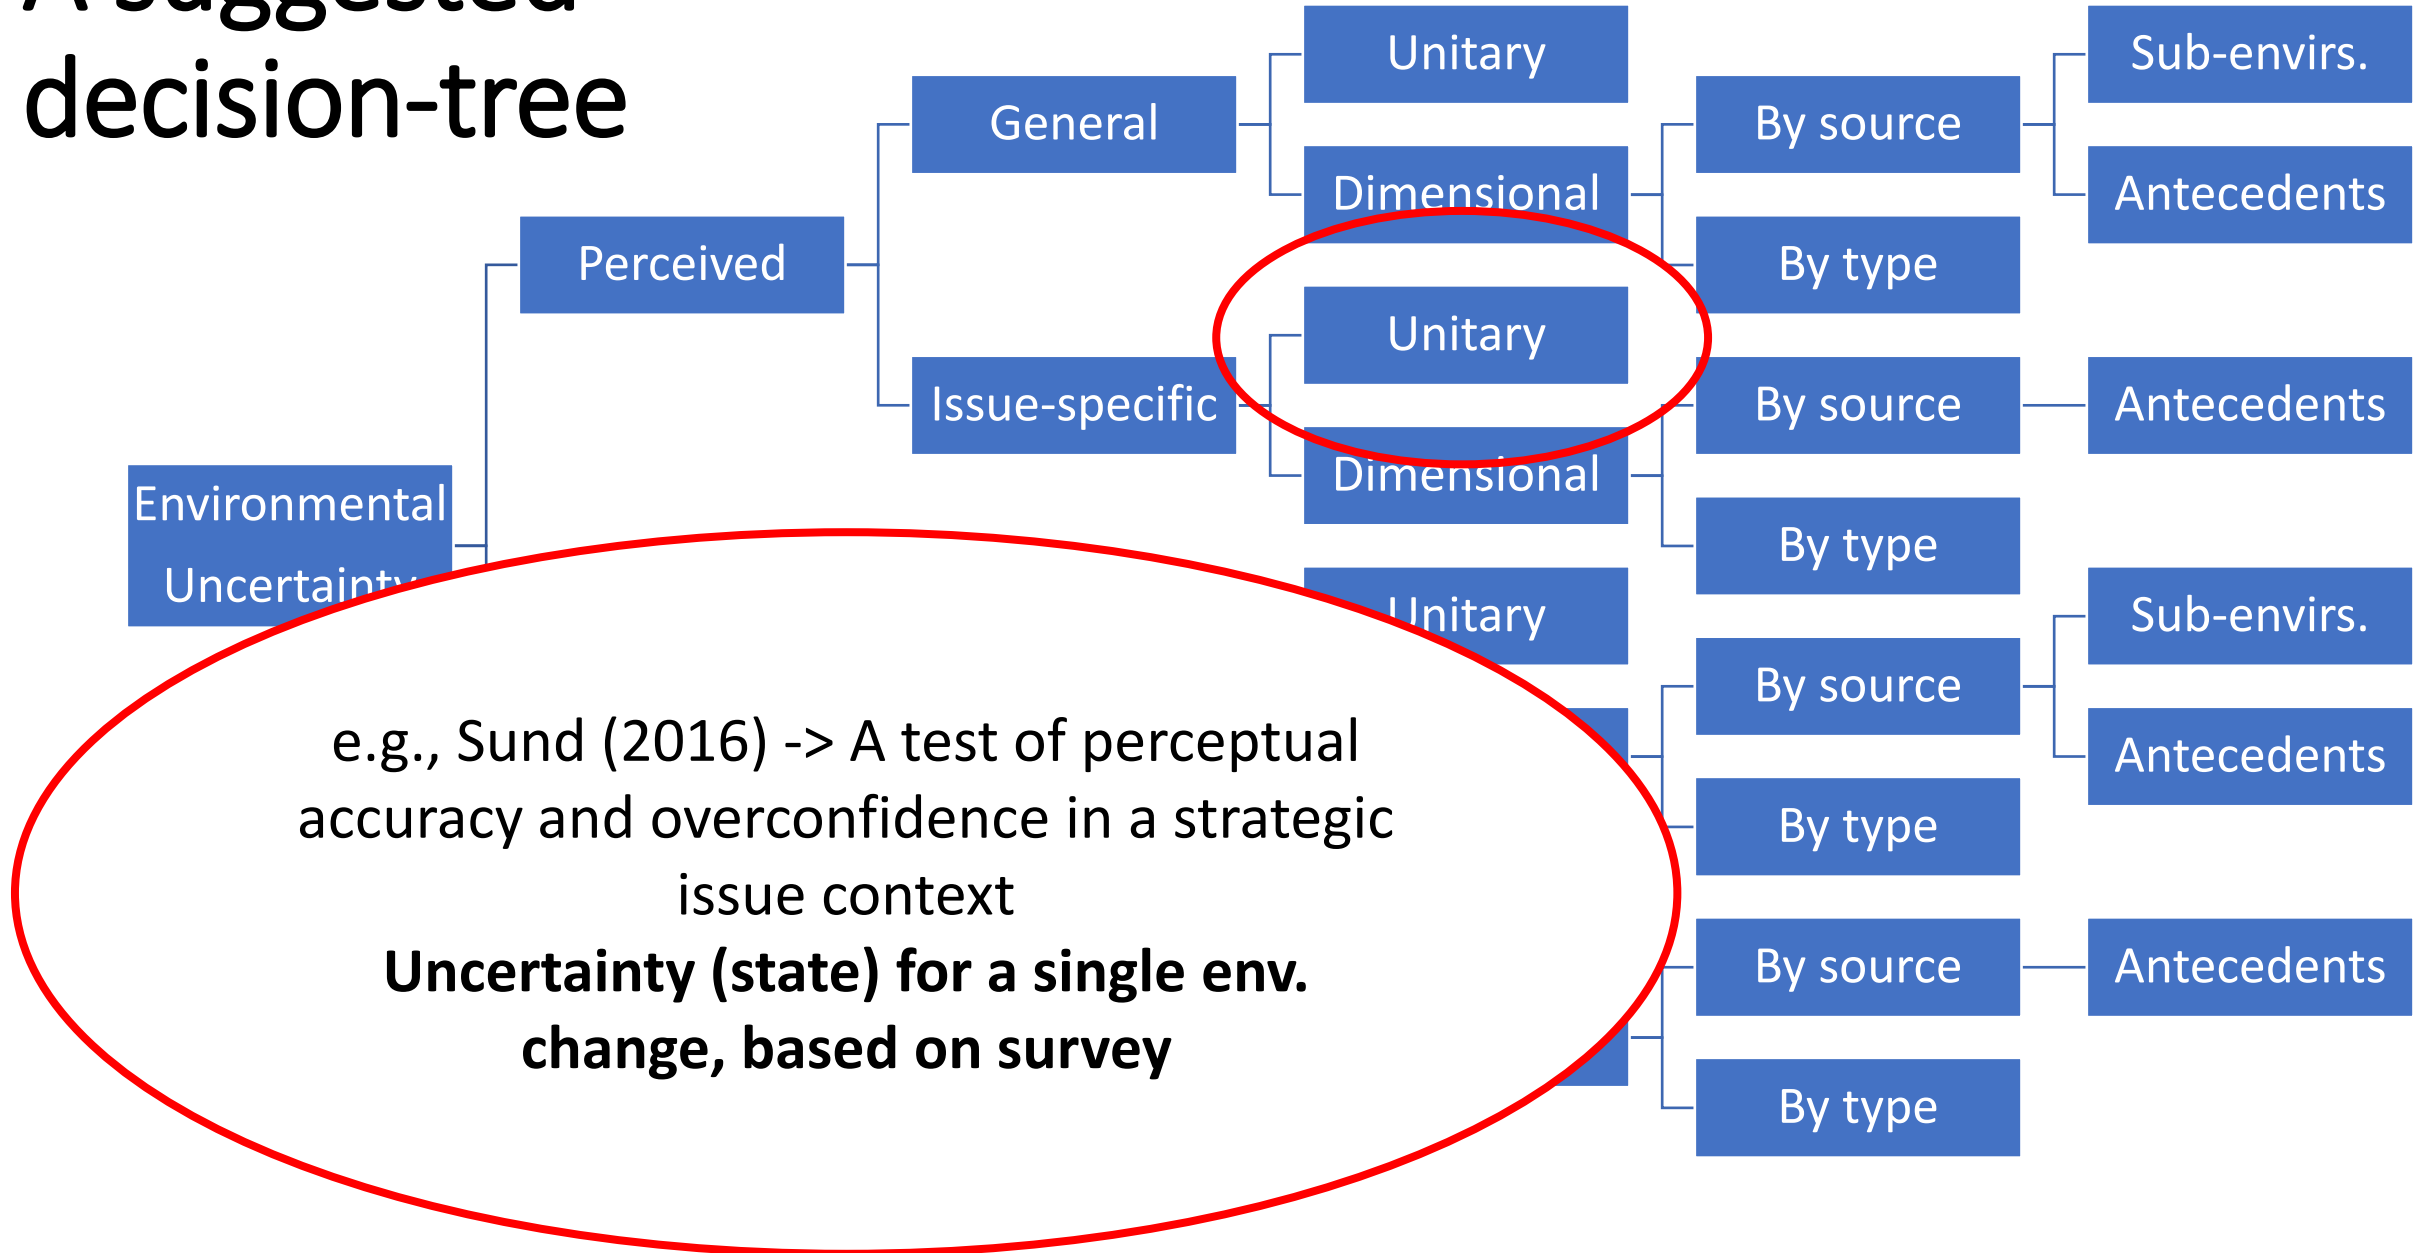 A suggested
decision-tree
Unitary
Sub-envirs.
General
By source
Dimensional
Antecedents
Perceived
By type
Unitary
Issue-specific
By source
Antecedents
Dimensional
Environmental
Uncertainty
By type
Unitary
Sub-envirs.
By source
Antecedents
By type
By source
Antecedents
By type
e.g., Sund (2016) -> A test of perceptual
accuracy and overconfidence in a strategic
issue context
Uncertainty (state) for a single env.
change, based on survey